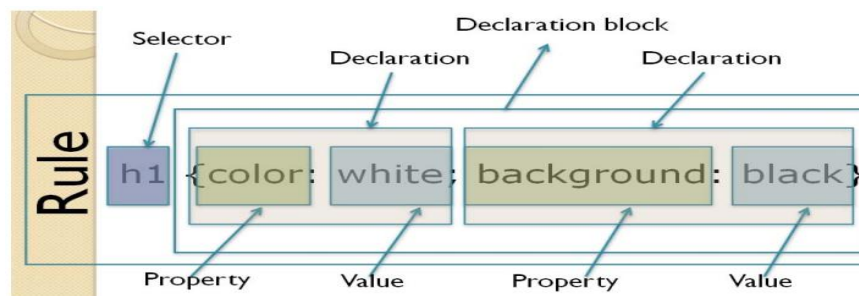 Declaration block
Selector
Declaration
Declaration
Rule
h1 {color: white; background: black}
Property
Value
Property
Value